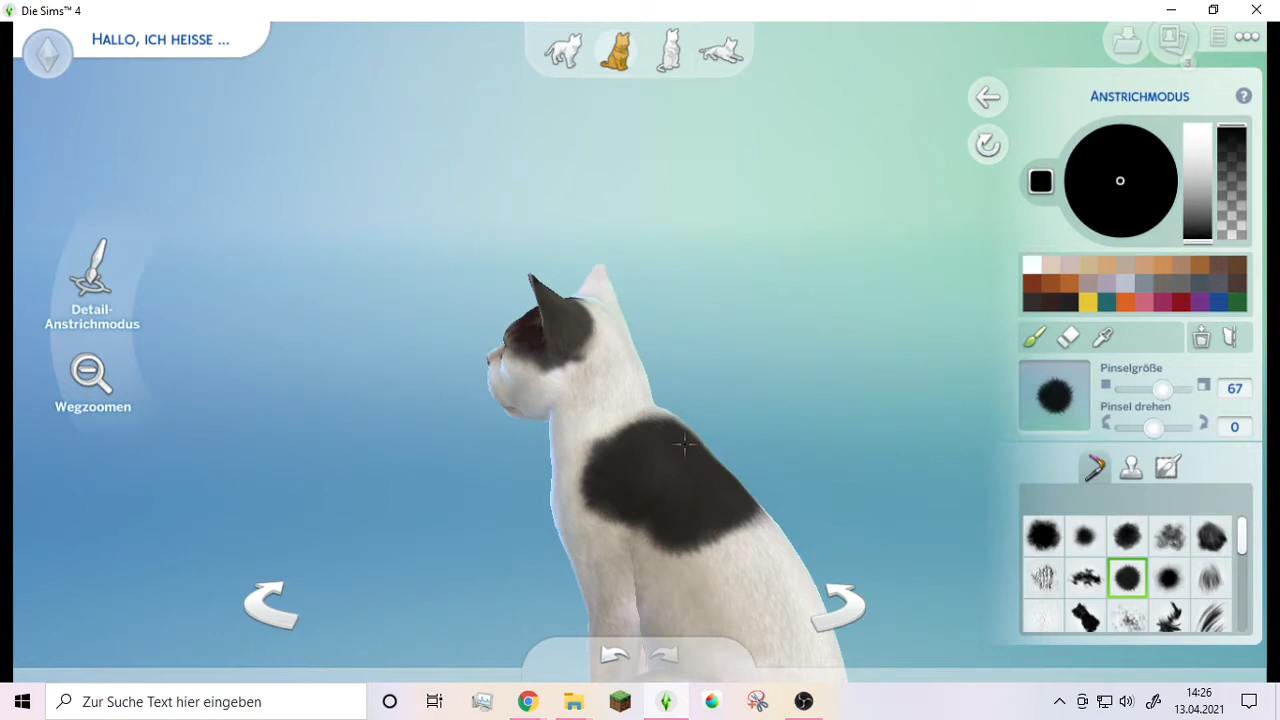 Die Sims™ 4
HALLO, ICH HEISSE ...
3
ANSTRICHMODUS
?
Detail-
Anstrichmodus
Wegzoomen
Pinselgröße
67
Pinsel drehen
0
Zur Suche Text hier eingeben
14:26
13.04.2021